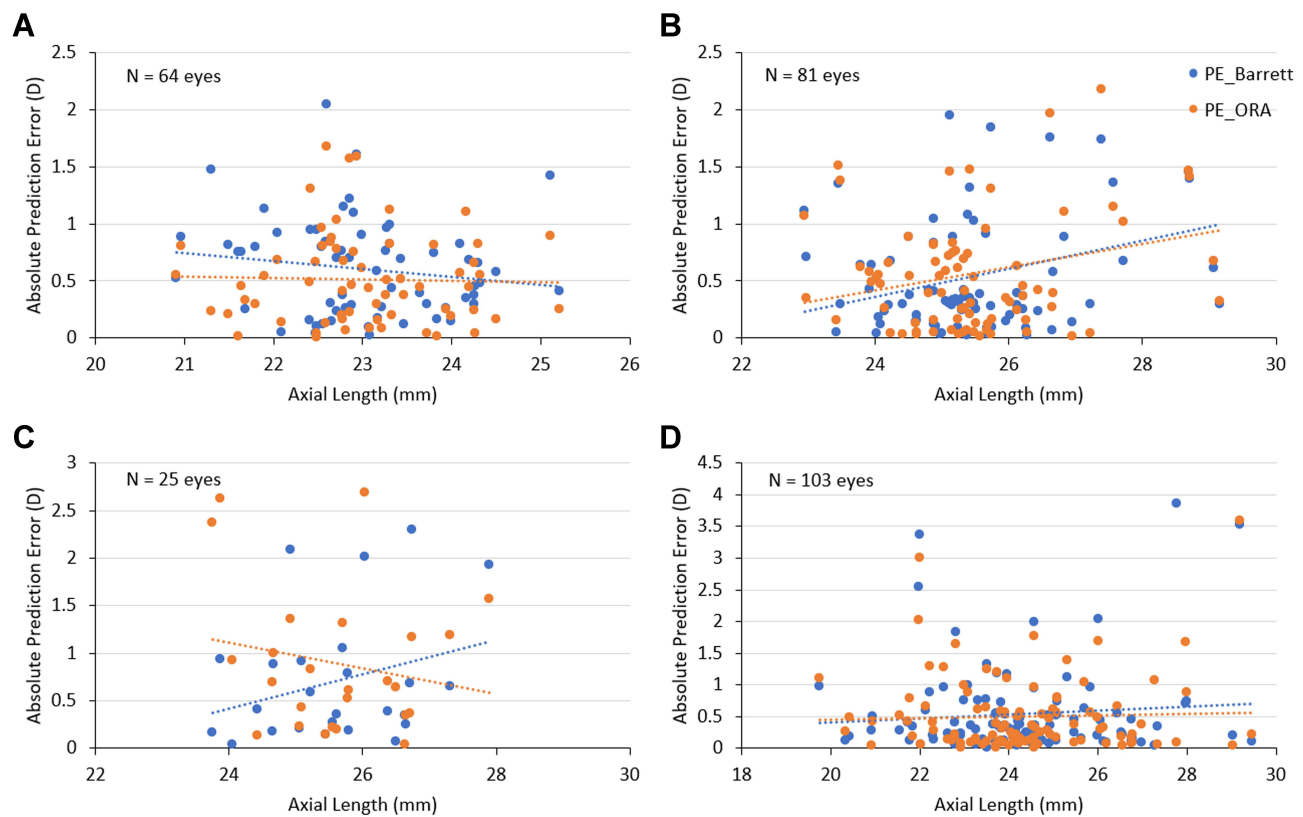 A
B
Absolute Prediction Error (D)
2.5
2
1.5
1
0.5
0
N = 64 eyes
20 21 22 23 24 25 26
Axial Length (mm)
Absolute Prediction Error (D)
2.5
2
1.5
1
0.5
0
N = 81 eyes
PE_Barrett
PE_ORA
22 24 26 28 30
Axial Length (mm)
C
D
Absolute Prediction Error (D)
3
2.5
2
1.5
1
0.5
0
N = 25 eyes
22 24 26 28 30
Axial Length (mm)
Absolute Prediction Error (D)
4.5
4
3.5
3
2.5
2
1.5
1
0.5
0
N = 103 eyes
18 20 22 24 26 28 30
Axial Length (mm)